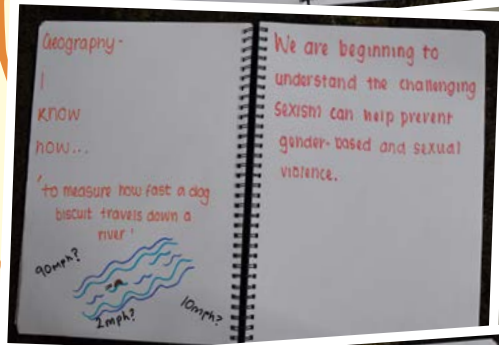 Geography-
I
know
how...
'to measure how fast a dog
biscuit travels down a
river'
90mph?
2mph?
10mph?
We are beginning to
understand the challenging
sexism can help prevent
gender-based and sexual
violence.